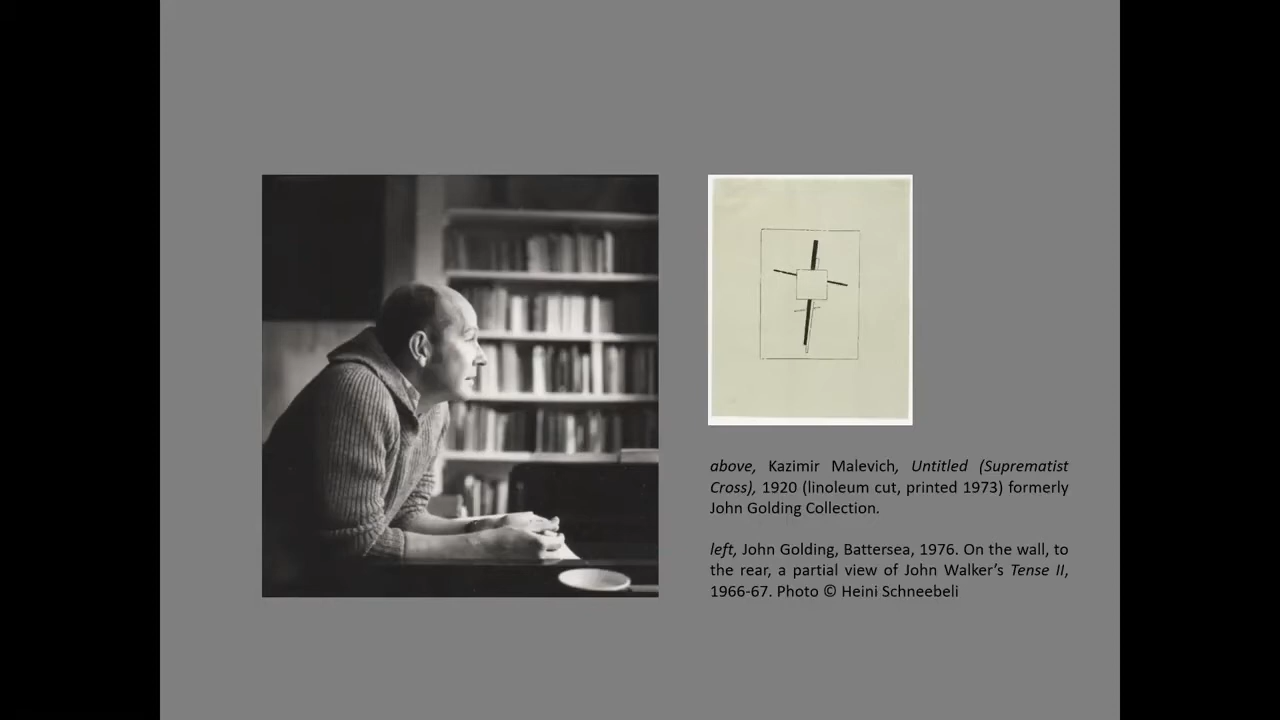 above, Kazimir Malevich, Untitled (Suprematist
Cross), 1920 (linoleum cut, printed 1973) formerly
John Golding Collection.
left, John Golding, Battersea, 1976. On the wall, to
the rear, a partial view of John Walker’s Tense II,
1966-67. Photo © Heini Schneebeli